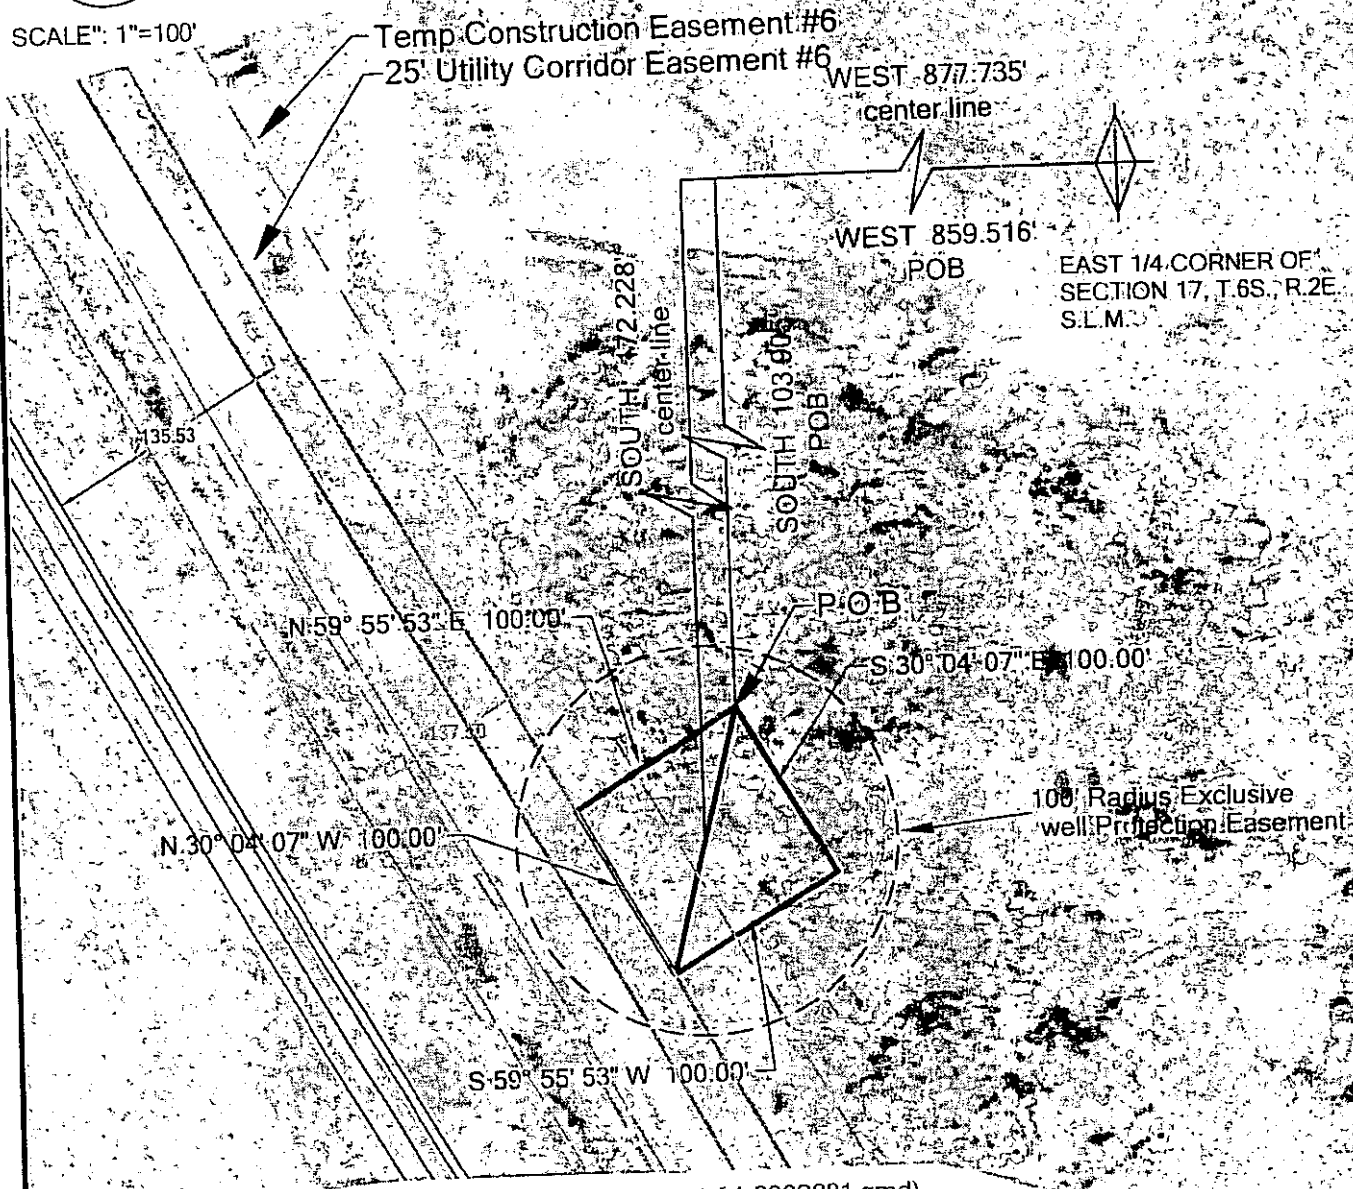 SCALE": 1"=100'
Temp Construction Easement #6
25' Utility Corridor Easement #6
WEST 877.735'
center line
WEST 859.516'
POB
EAST 1/4 CORNER OF
SECTION 17, T.6S., R.2E
S.L.M.
SOUTH 72.228'
center line
SOUTH 103.905'
POB
135.53
N 59° 55' 53" E 100.00'
P.O.B
S 30° 04' 07" E 100.00'
N 30° 04' 07" W 100.00'
100' Radius Exclusive
well Protection Easement
S 59° 55' 53" W 100.00'